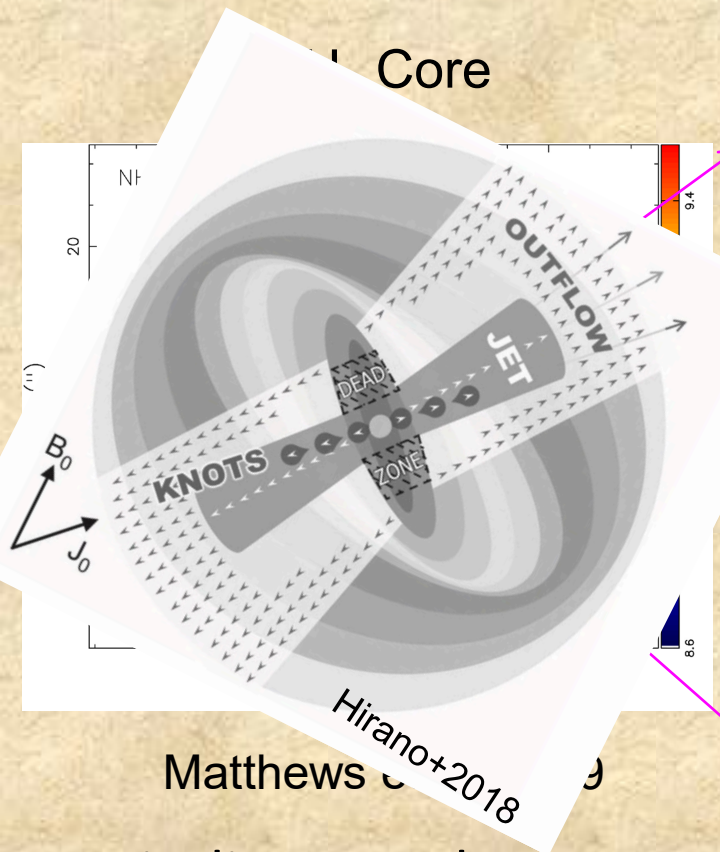 Core
9.4
20
(")
OUTFLOW
JET
DEAD
ZONE
KNOTS
B0
J0
8.6
Hirano+2018
Matthews
9